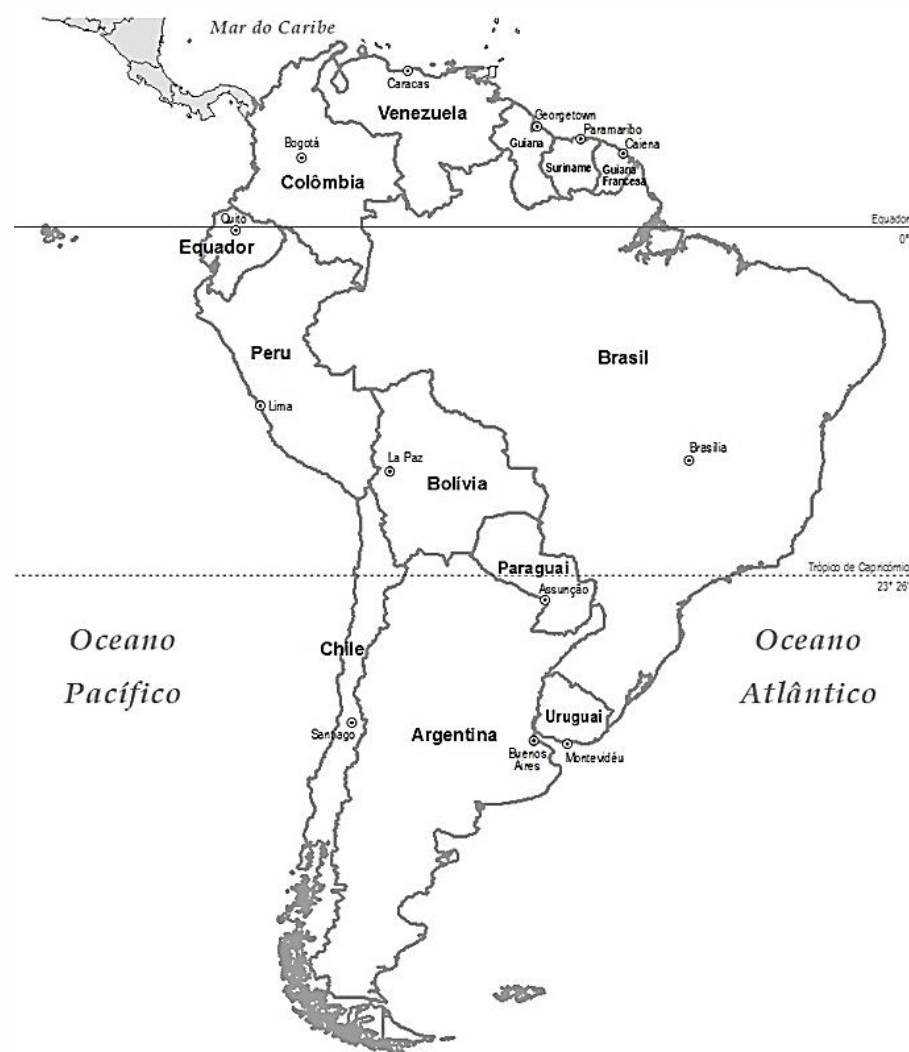 Mar do Caribe
Caracas
Venezuela
Georgetown
Paramaribo
Guiana
Caiena
Bogotá
Suriname
Guiana
Francesa
Colômbia
Quito
Equador
0°
Equador
Peru
Brasil
Lima
La Paz
Brasília
Bolívia
Paraguai
Trópico de Capricórnio
23° 26'
Assunção
Oceano
Pacífico
Chile
Oceano
Atlântico
Uruguai
Santiago
Argentina
Buenos
Aires
Montevidéu